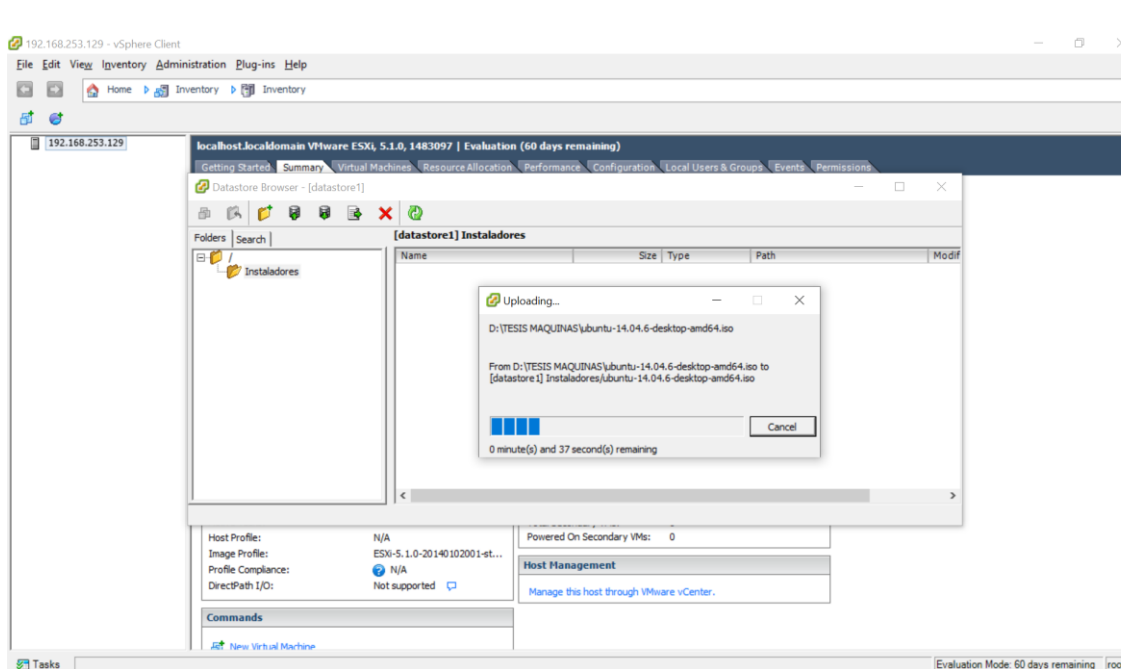 192.168.253.129 - vSphere Client
File Edit View Inventory Administration Plug-ins Help
Home Inventory Inventory
192.168.253.129
localhost.localdomain VMware ESXi, 5.1.0, 1483097 | Evaluation (60 days remaining)
Getting Started Summary Virtual Machines Resource Allocation Performance Configuration Local Users & Groups Events Permissions
Datastore Browser - [datastore1]
Folders Search
[datastore1] Instaladores
/
Instaladores
Name Size Type Path Modif
Uploading...
D:\TESIS MAQUINAS\ubuntu-14.04.6-desktop-amd64.iso
From D:\TESIS MAQUINAS\ubuntu-14.04.6-desktop-amd64.iso to
[datastore1] Instaladores/ubuntu-14.04.6-desktop-amd64.iso
Cancel
0 minute(s) and 37 second(s) remaining
Host Profile: N/A
Image Profile: ESXi-5.1.0-20140102001-st...
Profile Compliance: N/A
DirectPath I/O: Not supported
Powered On Secondary VMs: 0
Host Management
Manage this host through VMware vCenter.
Commands
New Virtual Machine
Tasks
Evaluation Mode: 60 days remaining roo